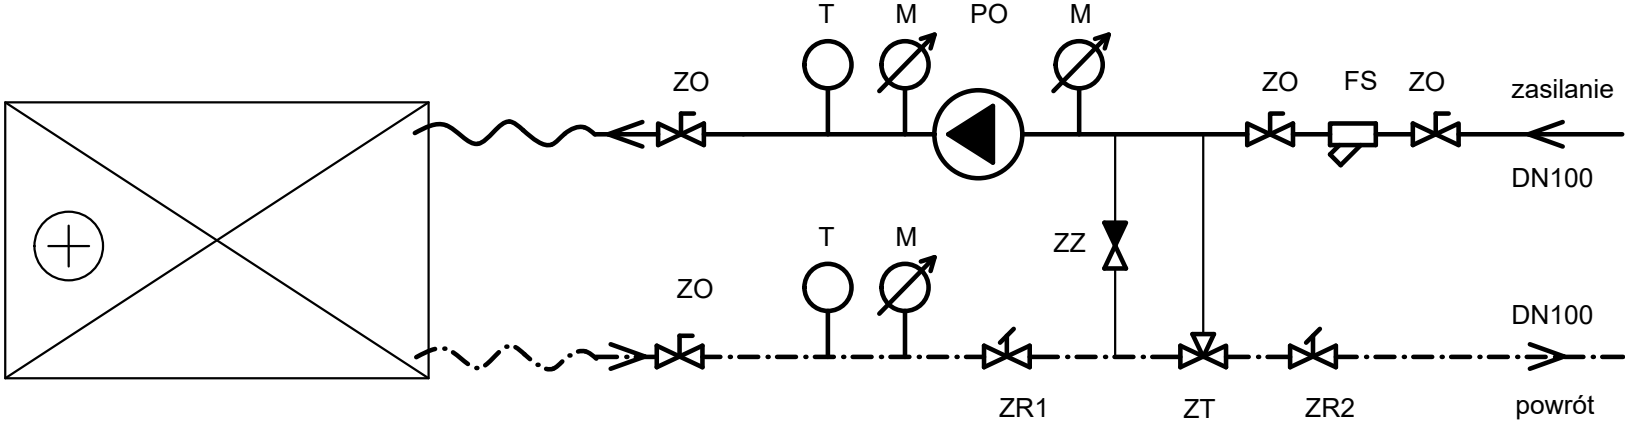 T M PO M
ZO ZO FS ZO zasilanie
DN100
T M ZZ
ZO DN100
ZR1 ZT ZR2 powrót